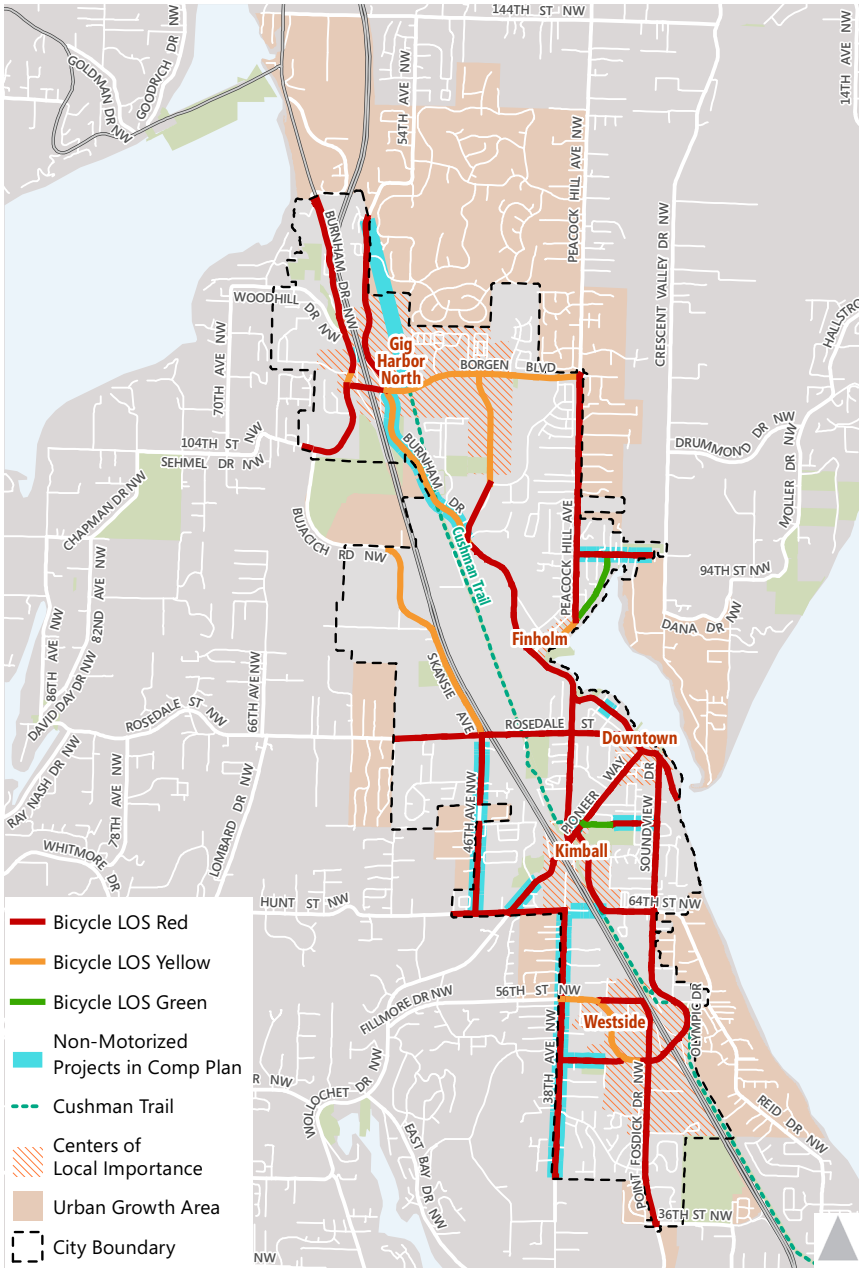 144TH ST NW
GOODRICH DR NW
GOLDMAN DR NW
54TH AVE NW
14TH AVE NW
PEACOCK HILL AVE NW
CRESCENT VALLEY DR NW
BURNHAM DR NW
WOODHILL DR NW
70TH AVE NW
Gig
Harbor
North
BORGEN BLVD
104TH ST NW
SEHMEL DR NW
CHAPMAN DR NW
BURNHAM DR
DRUMMOND DR NW
MOLLER DR NW
BUJACICH RD NW
Cushman Trail
PEACOCK HILL AVE
94TH ST NW
DANA DR NW
82ND AVE NW
86TH AVE NW
DAVID DAY DR NW
66TH AVE NW
Finholm
SKANSIE AVE
ROSEDALE ST NW
ROSEDALE ST
Downtown
RAY NASH DR NW
78TH AVE NW
LOMBARD DR NW
46TH AVE NW
PIONEER WAY
SOUNDVIEW DR
WHITMORE DR
Kimball
HUNT ST NW
64TH ST NW
FILLMORE DR NW
56TH ST NW
Westside
OLYMPIC DR
38TH AVE NW
WOLLOCHET DR NW
EAST BAY DR NW
POINT FOSDICK DR NW
REID DR NW
36TH ST NW
R NW
NW
Bicycle LOS Red
Bicycle LOS Yellow
Bicycle LOS Green
Non-Motorized
Projects in Comp Plan
Cushman Trail
Centers of
Local Importance
Urban Growth Area
City Boundary